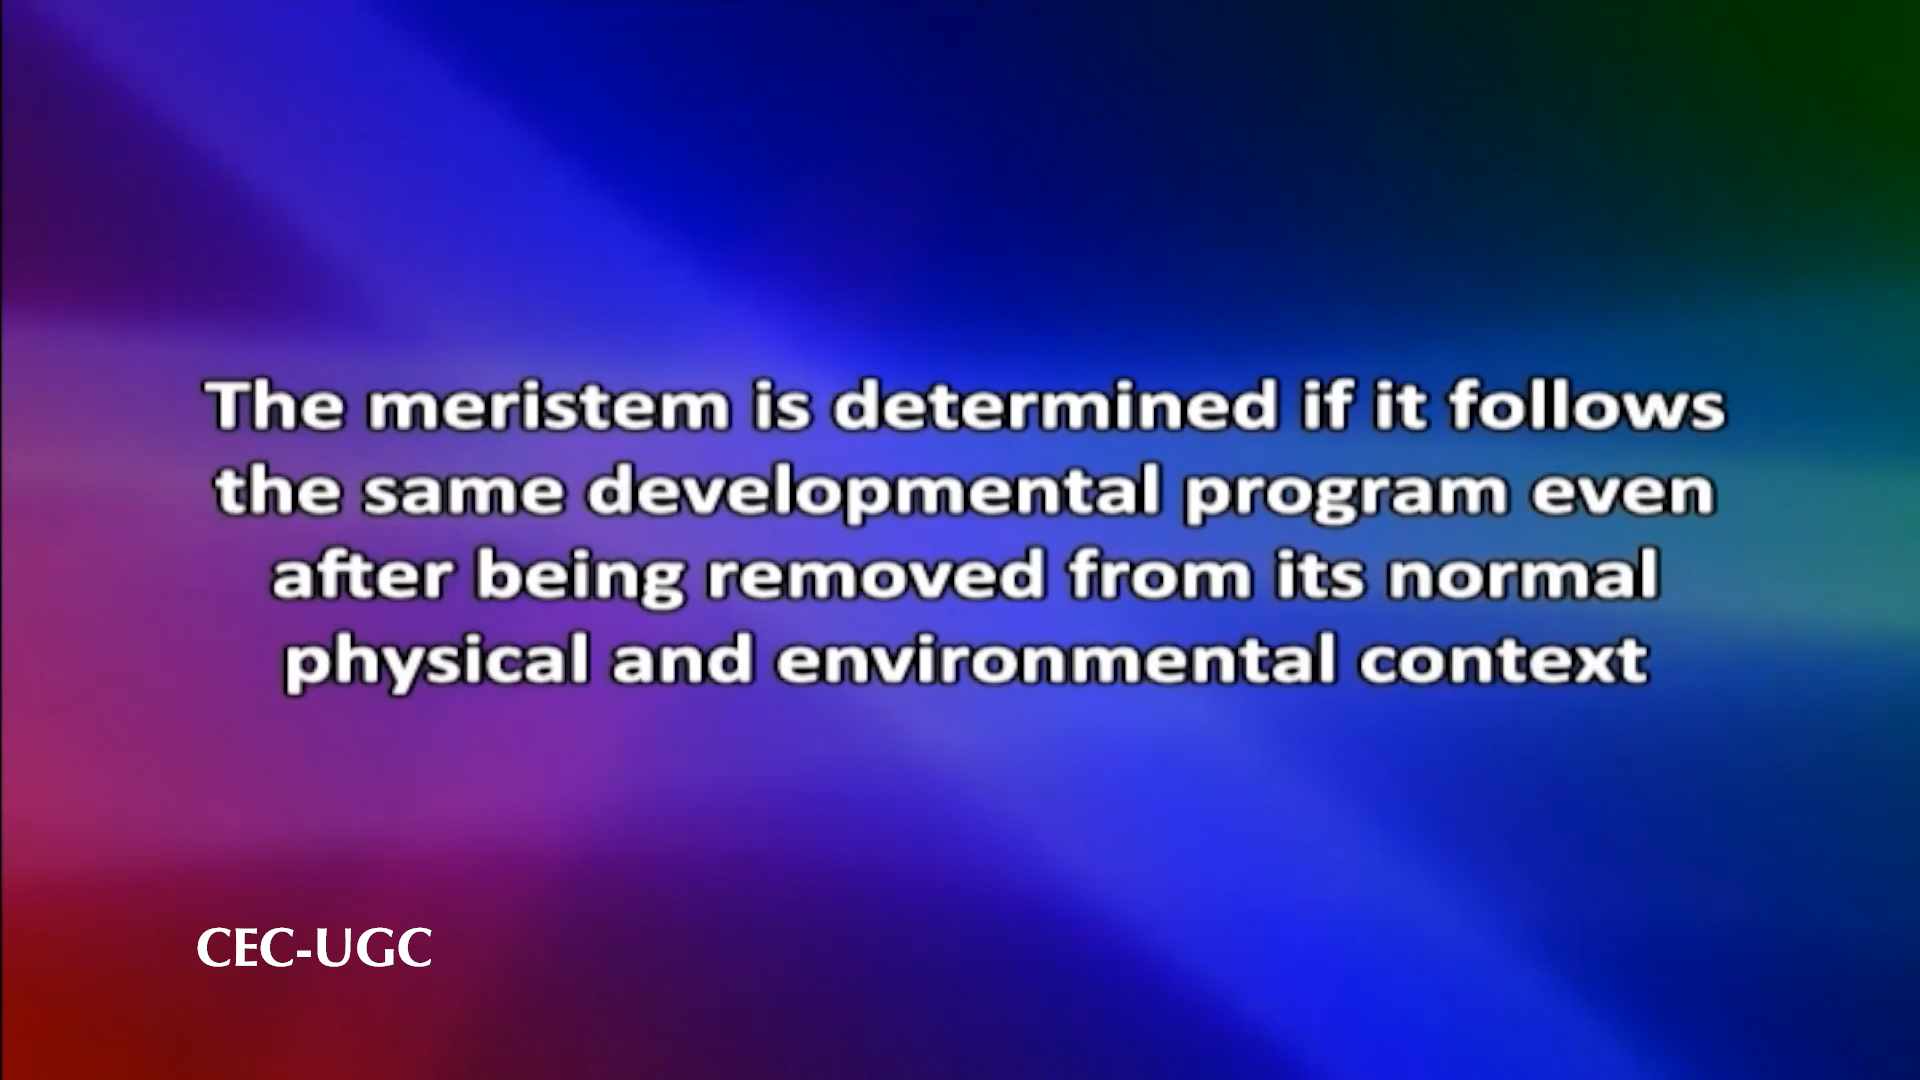 The meristem is determined if it follows
the same developmental program even
after being removed from its normal
physical and environmental context
CEC-UGC